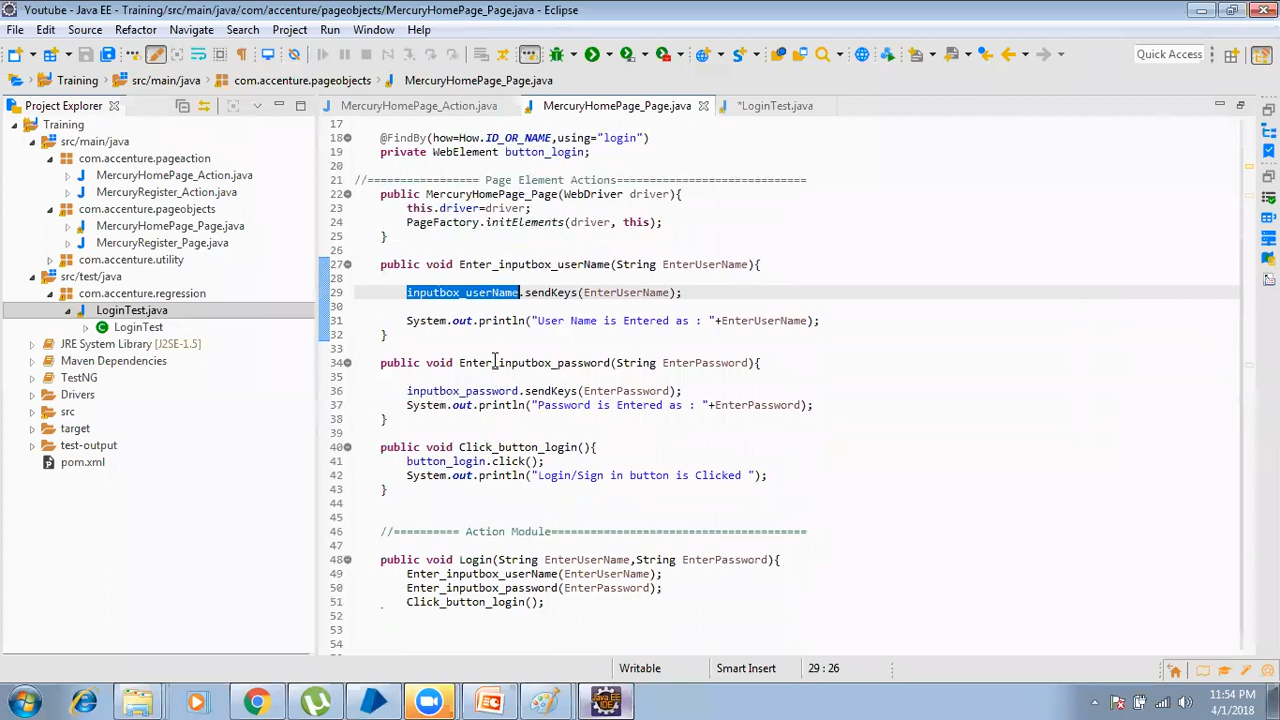 Youtube - Java EE - Training/src/main/java/com/accenture/pageobjects/MercuryHomePage_Page.java - Eclipse
File Edit Source Refactor Navigate Search Project Run Window Help
Quick Access
Training src/main/java com.accenture.pageobjects MercuryHomePage_Page.java
Project Explorer MercuryHomePage_Action.java MercuryHomePage_Page.java *LoginTest.java
Training
src/main/java
com.accenture.pageaction
MercuryHomePage_Action.java
MercuryRegister_Action.java
com.accenture.pageobjects
MercuryHomePage_Page.java
MercuryRegister_Page.java
com.accenture.utility
src/test/java
com.accenture.regression
LoginTest.java
LoginTest
JRE System Library [J2SE-1.5]
Maven Dependencies
TestNG
Drivers
src
target
test-output
pom.xml
17
18 @FindBy(how=How.ID_OR_NAME,using="login")
19 private WebElement button_login;
20
21 //================= Page Element Actions============================
22 public MercuryHomePage_Page(WebDriver driver){
23 this.driver=driver;
24 PageFactory.initElements(driver, this);
25 }
26
27 public void Enter_inputbox_userName(String EnterUserName){
28
29 inputbox_userName.sendKeys(EnterUserName);
30
31 System.out.println("User Name is Entered as : "+EnterUserName);
32 }
33
34 public void Enter_inputbox_password(String EnterPassword){
35
36 inputbox_password.sendKeys(EnterPassword);
37 System.out.println("Password is Entered as : "+EnterPassword);
38 }
39
40 public void Click_button_login(){
41 button_login.click();
42 System.out.println("Login/Sign in button is Clicked ");
43 }
44
45
46 //========== Action Module===================================
47
48 public void Login(String EnterUserName,String EnterPassword){
49 Enter_inputbox_userName(EnterUserName);
50 Enter_inputbox_password(EnterPassword);
51 Click_button_login();
52
53
54
Writable Smart Insert 29 : 26
11:54 PM
4/1/2018